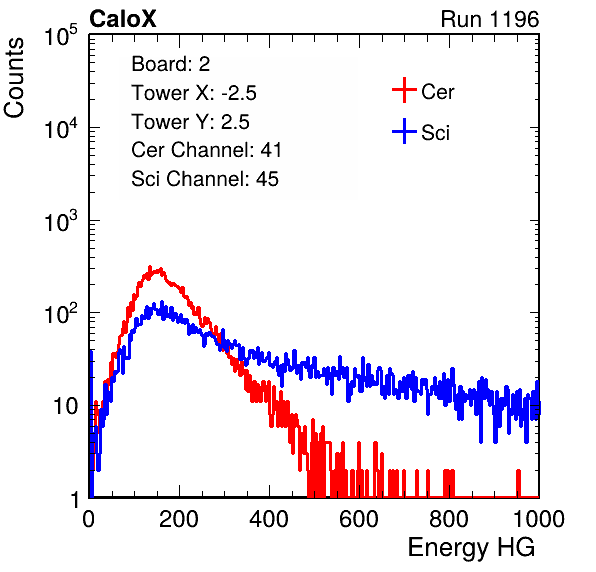 CaloX Run 1196
Counts
10^5
10^4
10^3
10^2
10
1
Board: 2
Tower X: -2.5
Tower Y: 2.5
Cer Channel: 41
Sci Channel: 45
Cer
Sci
0 200 400 600 800 1000
Energy HG